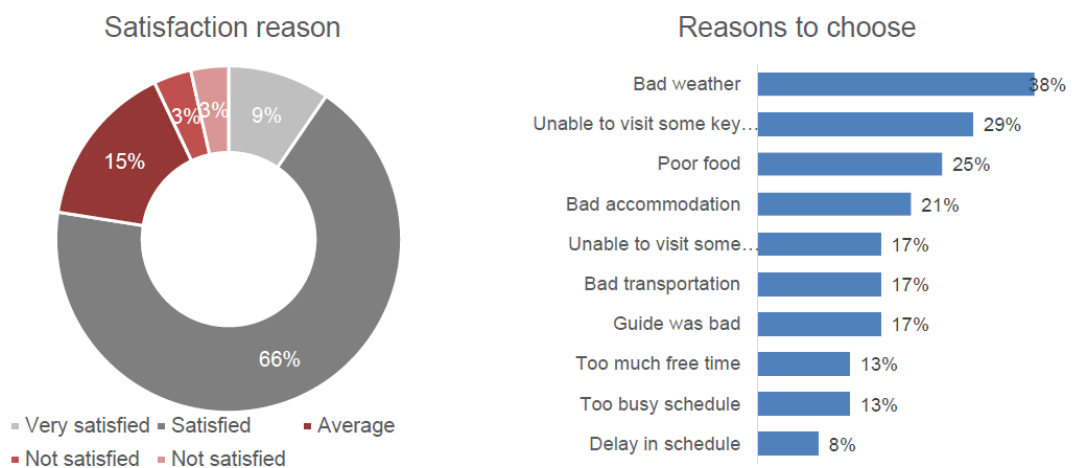 Satisfaction reason
3%
3%
9%
15%
66%
Very satisfied
Satisfied
Average
Not satisfied
Not satisfied
Reasons to choose
Bad weather 38%
Unable to visit some key... 29%
Poor food 25%
Bad accommodation 21%
Unable to visit some... 17%
Bad transportation 17%
Guide was bad 17%
Too much free time 13%
Too busy schedule 13%
Delay in schedule 8%